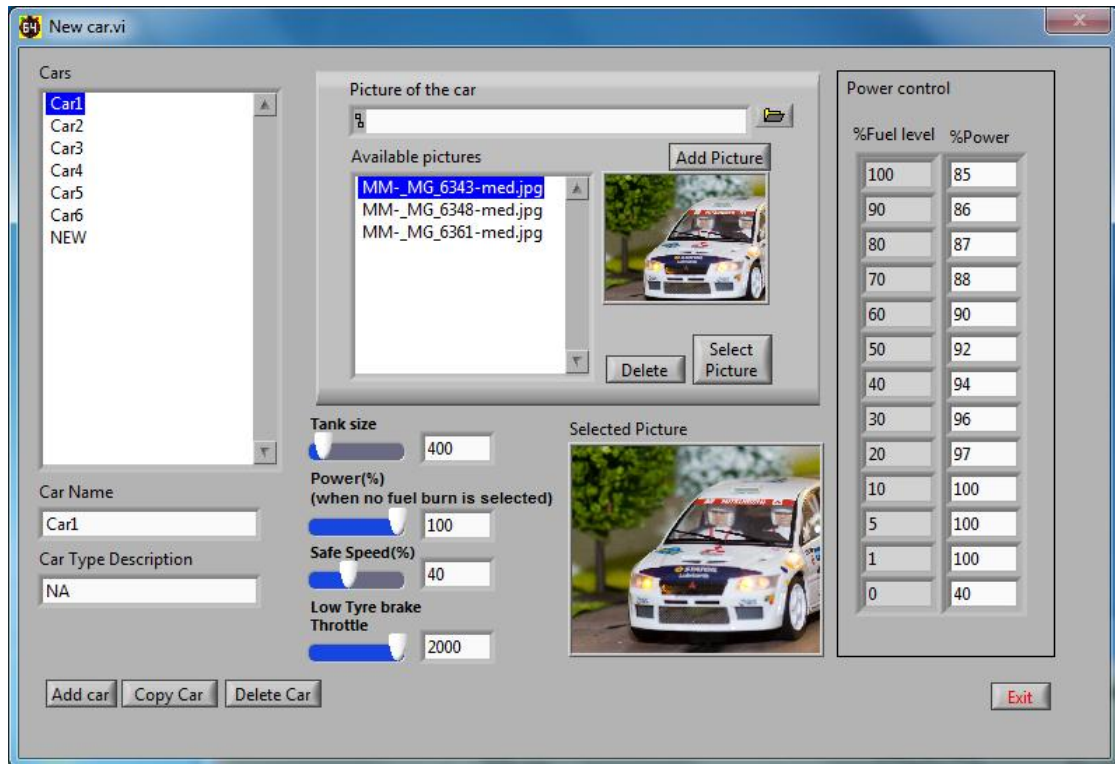 64 New car.vi
X
Cars
Car1
Car2
Car3
Car4
Car5
Car6
NEW
Car Name
Car1
Car Type Description
NA
Add car
Copy Car
Delete Car
Picture of the car
Add Picture
Available pictures
MM-_MG_6343-med.jpg
MM-_MG_6348-med.jpg
MM-_MG_6361-med.jpg
Delete
Select
Picture
Tank size
400
Power(%)
(when no fuel burn is selected)
100
Safe Speed(%)
40
Low Tyre brake
Throttle
2000
Selected Picture
STATOIL
Power control
%Fuel level %Power
100 85
90 86
80 87
70 88
60 90
50 92
40 94
30 96
20 97
10 100
5 100
1 100
0 40
Exit